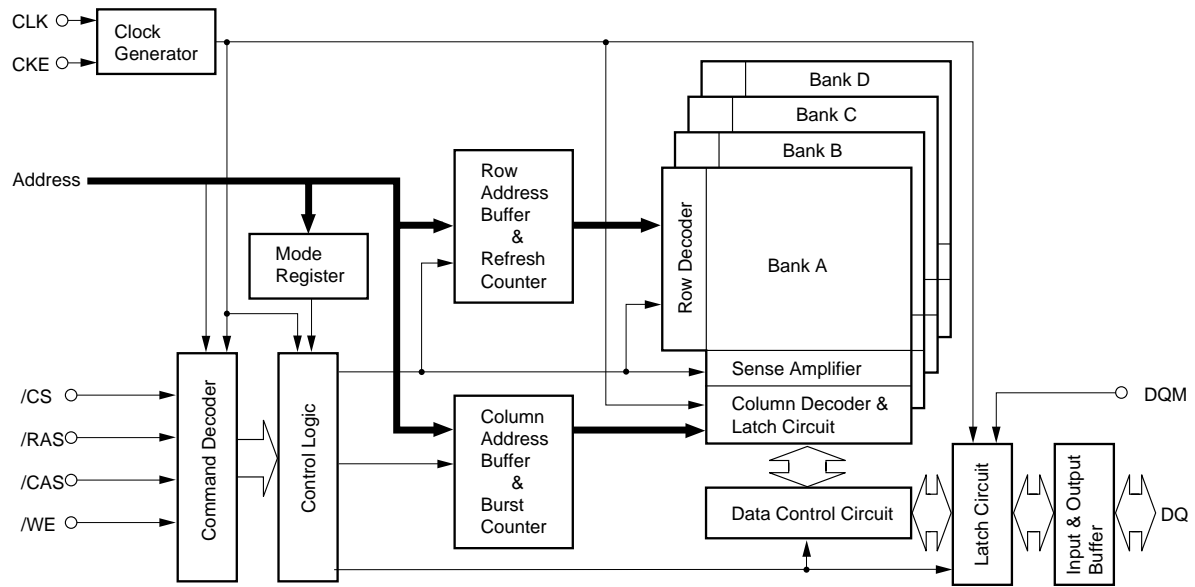 CLK
CKE
Clock
Generator
Bank D
Bank C
Bank B
Bank A
Row Decoder
Address
Row
Address
Buffer
&
Refresh
Counter
Mode
Register
Sense Amplifier
Column Decoder &
Latch Circuit
/CS
/RAS
/CAS
/WE
Command Decoder
Control Logic
Column
Address
Buffer
&
Burst
Counter
Data Control Circuit
Latch Circuit
Input & Output
Buffer
DQM
DQ